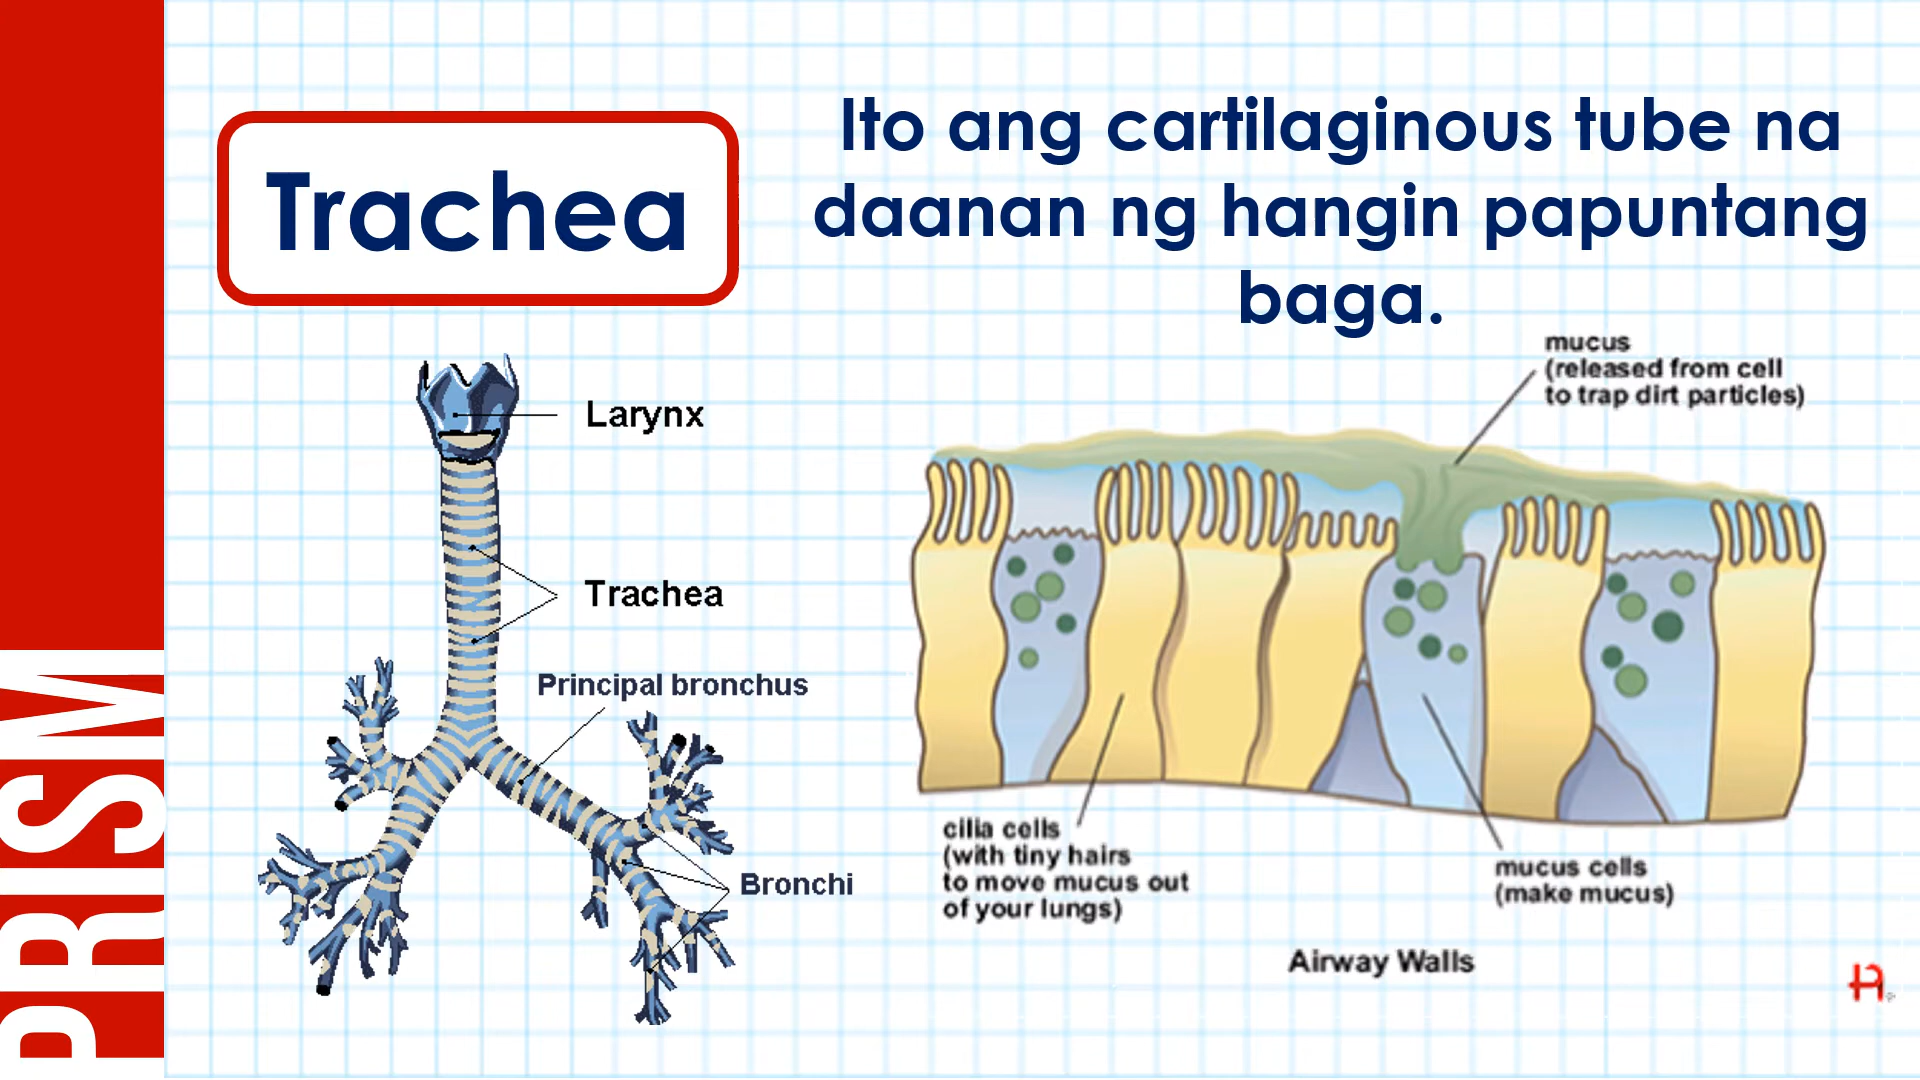 Trachea
Ito ang cartilaginous tube na
daanan ng hangin papuntang
baga.
Larynx
Trachea
Principal bronchus
Bronchi
mucus
(released from cell
to trap dirt particles)
cilia cells
(with tiny hairs
to move mucus out
of your lungs)
mucus cells
(make mucus)
Airway Walls
PRISM